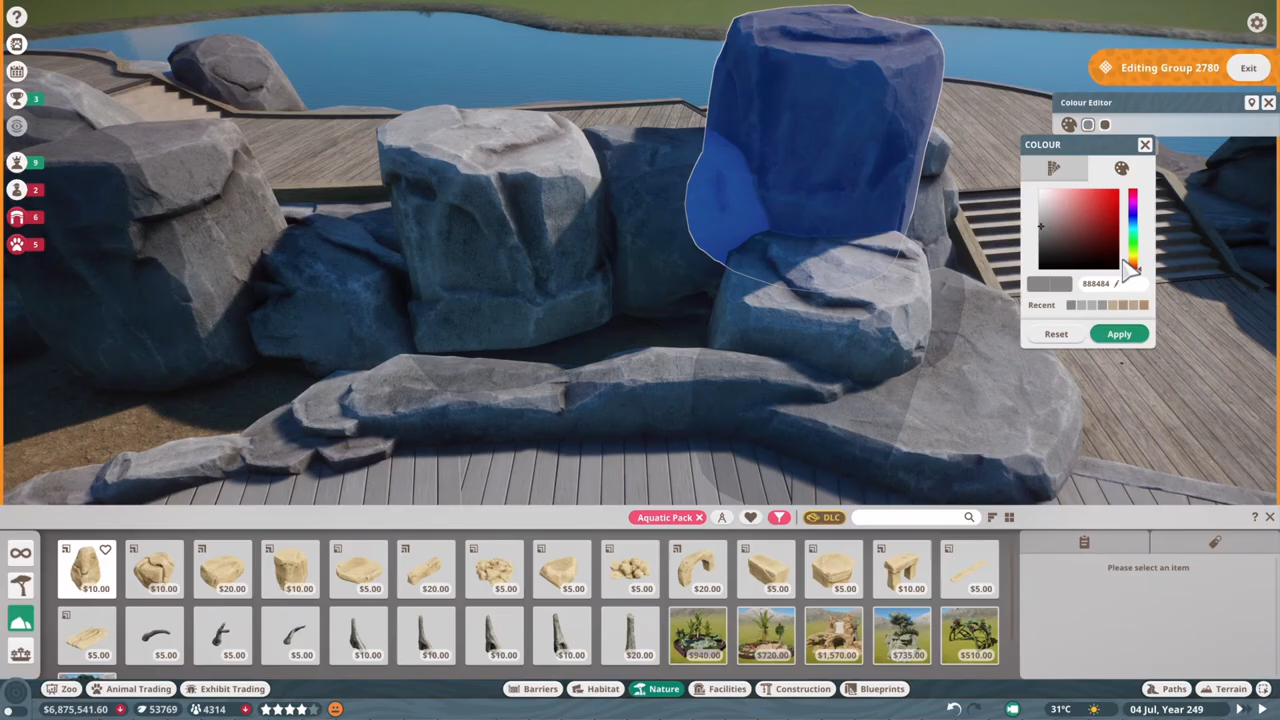 ?
Editing Group 2780
Exit
3
Colour Editor
COLOUR
9
2
6
5
888484
Recent
Reset
Apply
Aquatic Pack
DLC
?
Please select an item
$10.00
$10.00
$20.00
$10.00
$5.00
$20.00
$5.00
$5.00
$5.00
$20.00
$5.00
$5.00
$10.00
$5.00
$5.00
$5.00
$5.00
$5.00
$10.00
$10.00
$10.00
$10.00
$20.00
$940.00
$720.00
$1,570.00
$735.00
$510.00
Zoo
Animal Trading
Exhibit Trading
Barriers
Habitat
Nature
Facilities
Construction
Blueprints
Paths
Terrain
$6,875,541.60
53769
4314
31°C
04 Jul, Year 249